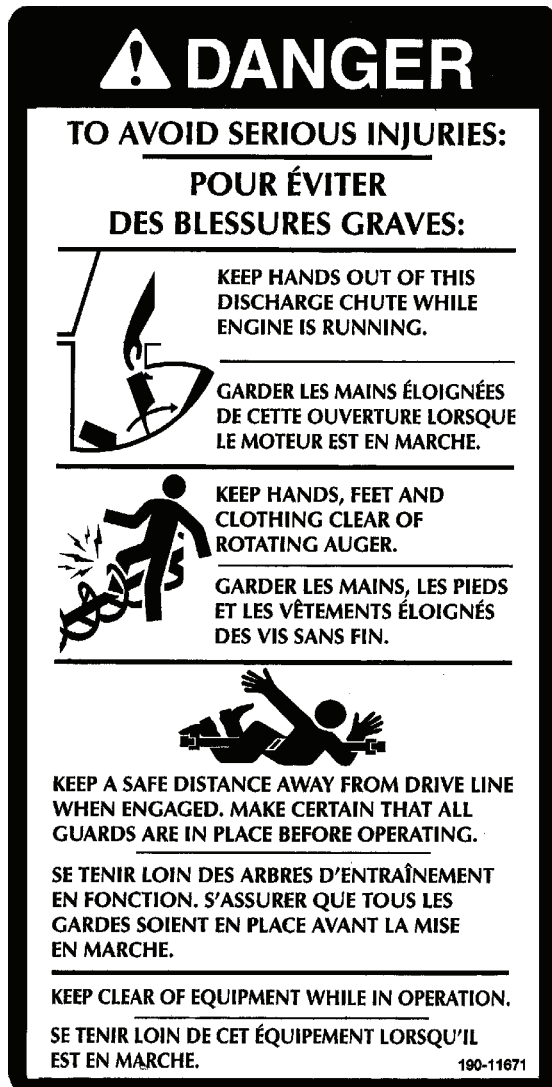 DANGER
TO AVOID SERIOUS INJURIES:
POUR ÉVITER
DES BLESSURES GRAVES:
KEEP HANDS OUT OF THIS
DISCHARGE CHUTE WHILE
ENGINE IS RUNNING.
GARDER LES MAINS ÉLOIGNÉES
DE CETTE OUVERTURE LORSQUE
LE MOTEUR EST EN MARCHE.
KEEP HANDS, FEET AND
CLOTHING CLEAR OF
ROTATING AUGER.
GARDER LES MAINS, LES PIEDS
ET LES VÊTEMENTS ÉLOIGNÉS
DES VIS SANS FIN.
KEEP A SAFE DISTANCE AWAY FROM DRIVE LINE
WHEN ENGAGED. MAKE CERTAIN THAT ALL
GUARDS ARE IN PLACE BEFORE OPERATING.
SE TENIR LOIN DES ARBRES D'ENTRAÎNEMENT
EN FONCTION. S'ASSURER QUE TOUS LES
GARDES SOIENT EN PLACE AVANT LA MISE
EN MARCHE.
KEEP CLEAR OF EQUIPMENT WHILE IN OPERATION.
SE TENIR LOIN DE CET ÉQUIPEMENT LORSQU'IL
EST EN MARCHE.
190-11671